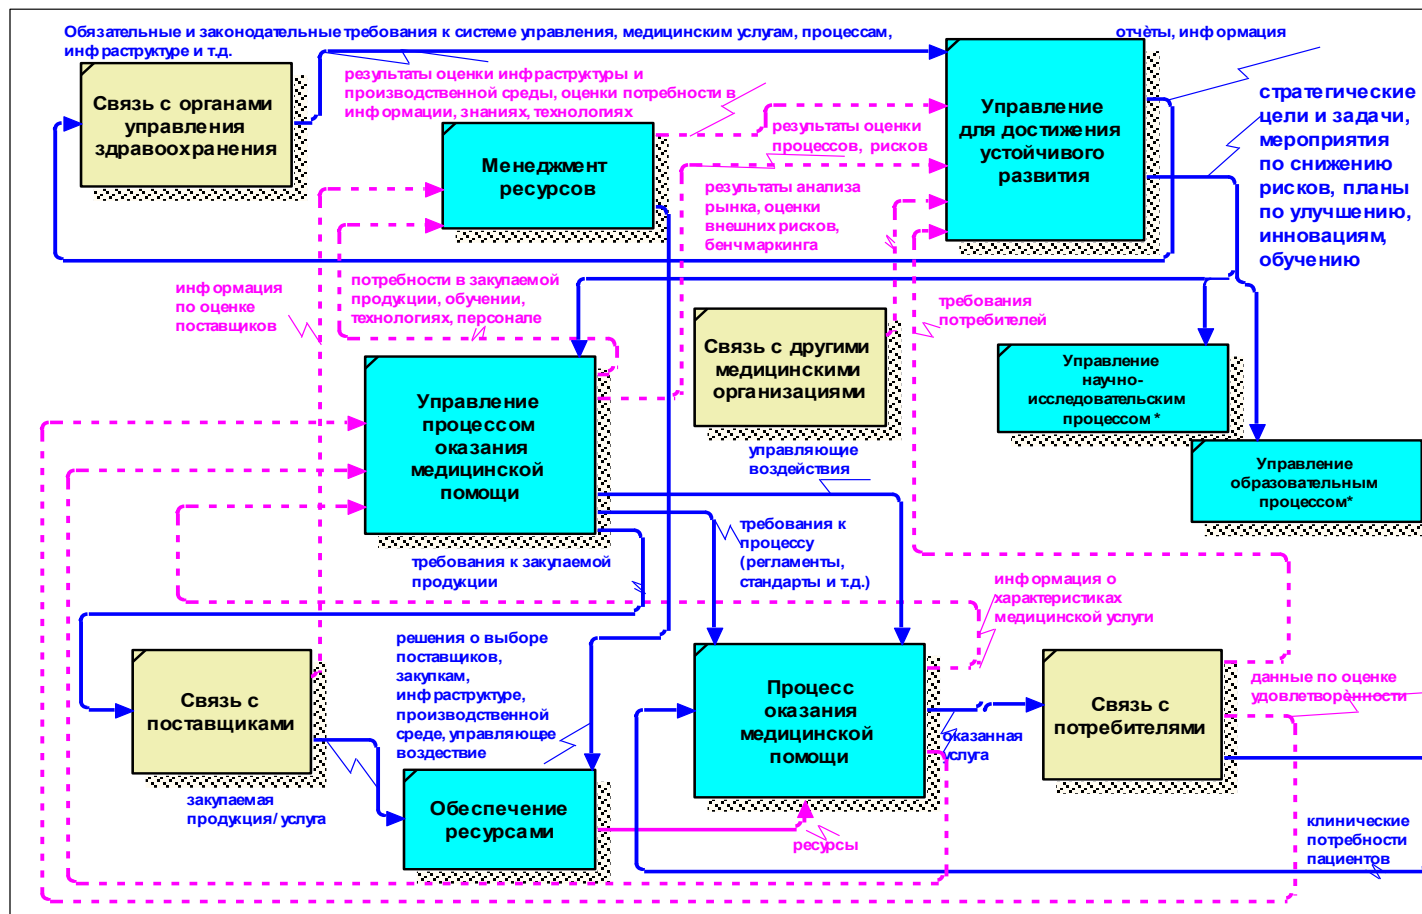 Обязательные и законодательные требования к системе управления, медицинским услугам, процессам,
инфраструктуре и т.д.
отчèты, информация
Связь с органами
управления
здравоохранения
результаты оценки инфраструктуры и
производственной среды, оценки потребности в
информации, знаниях, технологиях
Менеджмент
ресурсов
результаты оценки
процессов, рисков
результаты анализа
рынка, оценки
внешних рисков,
бенчмаркинга
Управление
для достижения
устойчивого
развития
стратегические
цели и задачи,
мероприятия
по снижению
рисков, планы
по улучшению,
инновациям,
обучению
информация
по оценке
поставщиков
потребности в закупаемой
продукции, обучении,
технологиях, персонале
требования
потребителей
Связь с другими
медицинскими
организациями
Управление
научно-
исследовательским
процессом *
Управление
процессом
оказания
медицинской
помощи
управляющие
воздействия
Управление
образовательным
процессом*
требования к закупаемой
продукции
требования к
процессу
(регламенты,
стандарты и т.д.)
информация о
характеристиках
медицинской услуги
решения о выборе
поставщиков,
закупкам,
инфраструктуре,
производственной
среде, управляющее
воздествие
Связь с
поставщиками
Процесс
оказания
медицинской
помощи
оказанная
услуга
Связь с
потребителями
данные по оценке
удовлетворèнности
закупаемая
продукция/ услуга
Обеспечение
ресурсами
ресурсы
клинические
потребности
пациентов